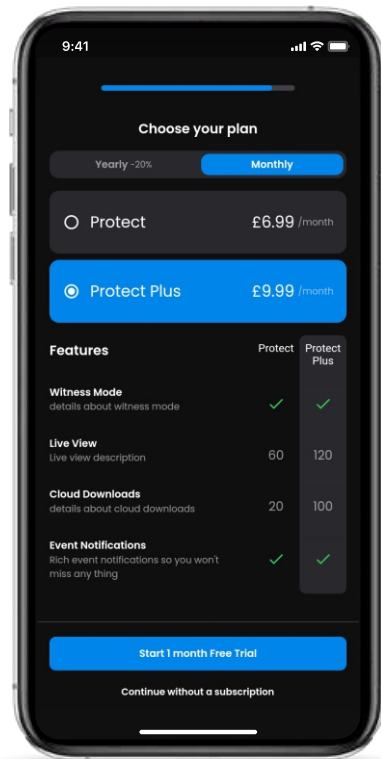 9:41
Choose your plan
Yearly -20% Monthly
Protect £6.99 /month
Protect Plus £9.99 /month
Features Protect Protect
Plus
Witness Mode
details about witness mode
Live View
Live view description 60 120
Cloud Downloads
details about cloud downloads 20 100
Event Notifications
Rich event notifications so you won't
miss any thing
Start 1 month Free Trial
Continue without a subscription